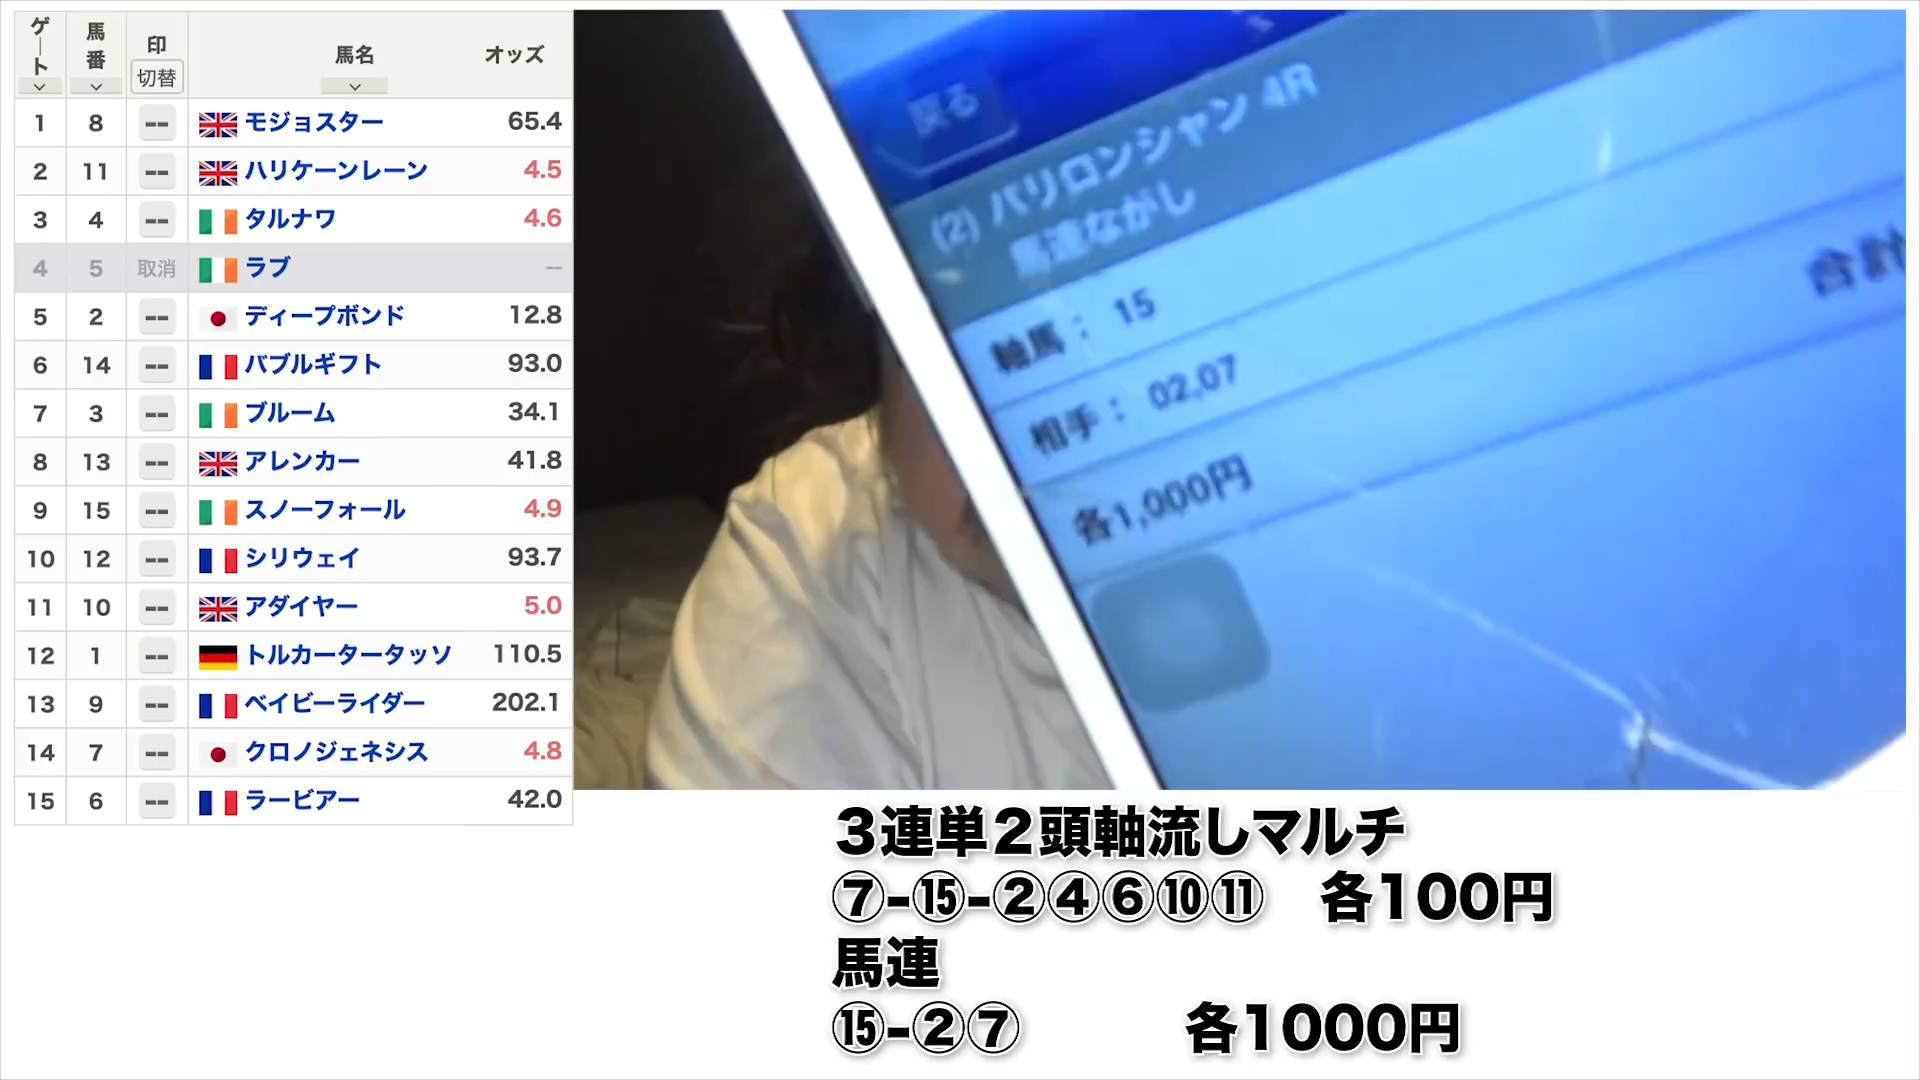 ゲート 馬番 印 切替 馬名 オッズ
1 8 -- モジョスター 65.4
2 11 -- ハリケーンレーン 4.5
3 4 -- タルナワ 4.6
4 5 取消 ラブ --
5 2 -- ディープボンド 12.8
6 14 -- バブルギフト 93.0
7 3 -- ブルーム 34.1
8 13 -- アレンカー 41.8
9 15 -- スノーフォール 4.9
10 12 -- シリウェイ 93.7
11 10 -- アダイヤー 5.0
12 1 -- トルカータータッソ 110.5
13 9 -- ベイビーライダー 202.1
14 7 -- クロノジェネシス 4.8
15 6 -- ラービアー 42.0
戻る
(2) パリロンシャン 4R
馬連ながし
軸馬： 15
合計
相手： 02,07
各1,000円
３連単２頭軸流しマルチ
⑦-⑮-②④⑥⑩⑪ 各100円
馬連
⑮-②⑦ 各1000円